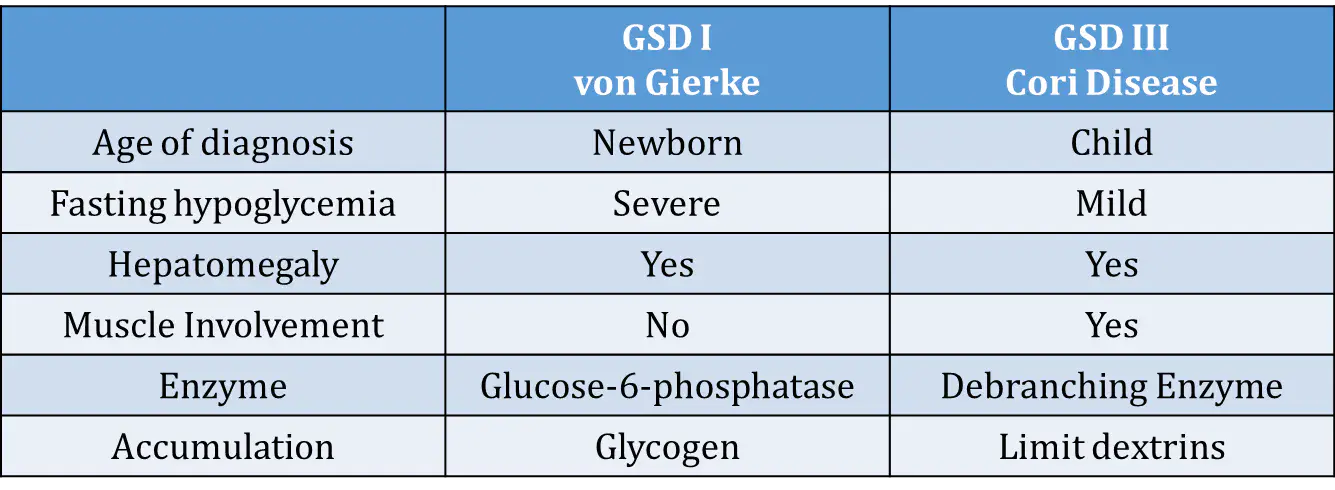 GSD I GSD III
von Gierke Cori Disease
Age of diagnosis Newborn Child
Fasting hypoglycemia Severe Mild
Hepatomegaly Yes Yes
Muscle Involvement No Yes
Enzyme Glucose-6-phosphatase Debranching Enzyme
Accumulation Glycogen Limit dextrins